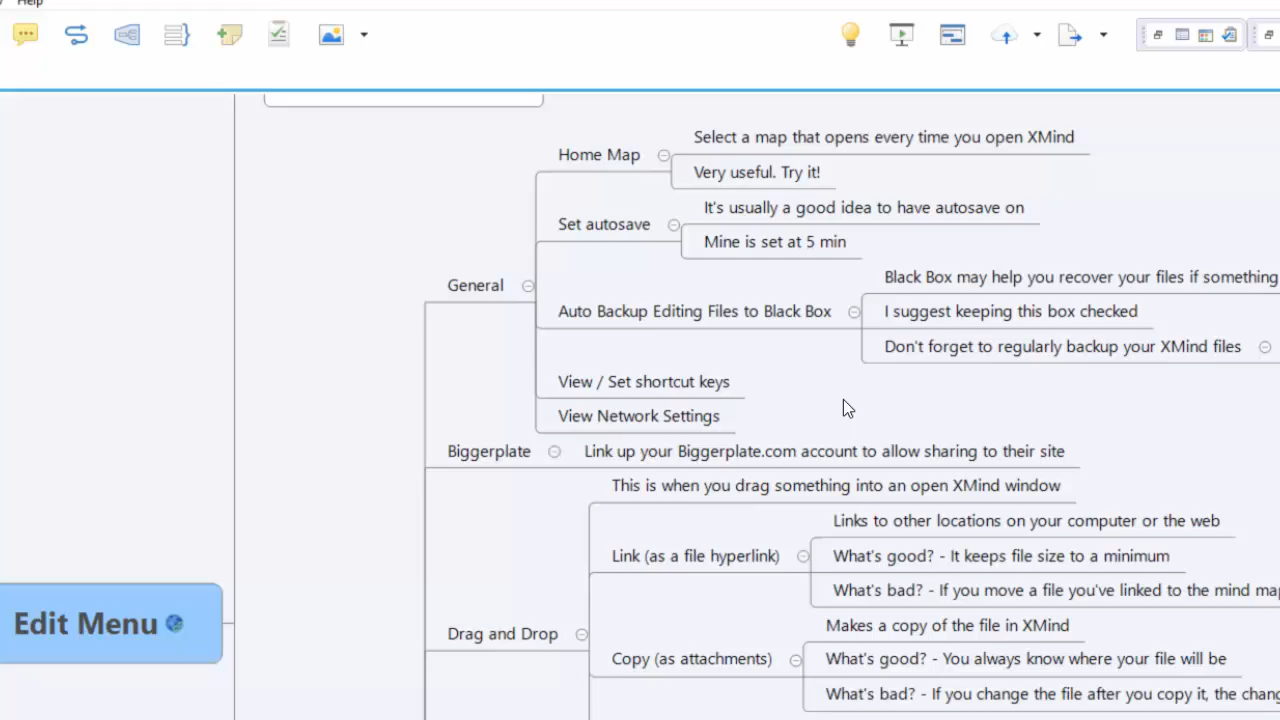 Help
Select a map that opens every time you open XMind
Home Map
Very useful. Try it!
It's usually a good idea to have autosave on
Set autosave
Mine is set at 5 min
Black Box may help you recover your files if something
General
Auto Backup Editing Files to Black Box
I suggest keeping this box checked
Don't forget to regularly backup your XMind files
View / Set shortcut keys
View Network Settings
Biggerplate
Link up your Biggerplate.com account to allow sharing to their site
This is when you drag something into an open XMind window
Links to other locations on your computer or the web
Link (as a file hyperlink)
What's good? - It keeps file size to a minimum
What's bad? - If you move a file you've linked to the mind map
Edit Menu
Drag and Drop
Makes a copy of the file in XMind
Copy (as attachments)
What's good? - You always know where your file will be
What's bad? - If you change the file after you copy it, the